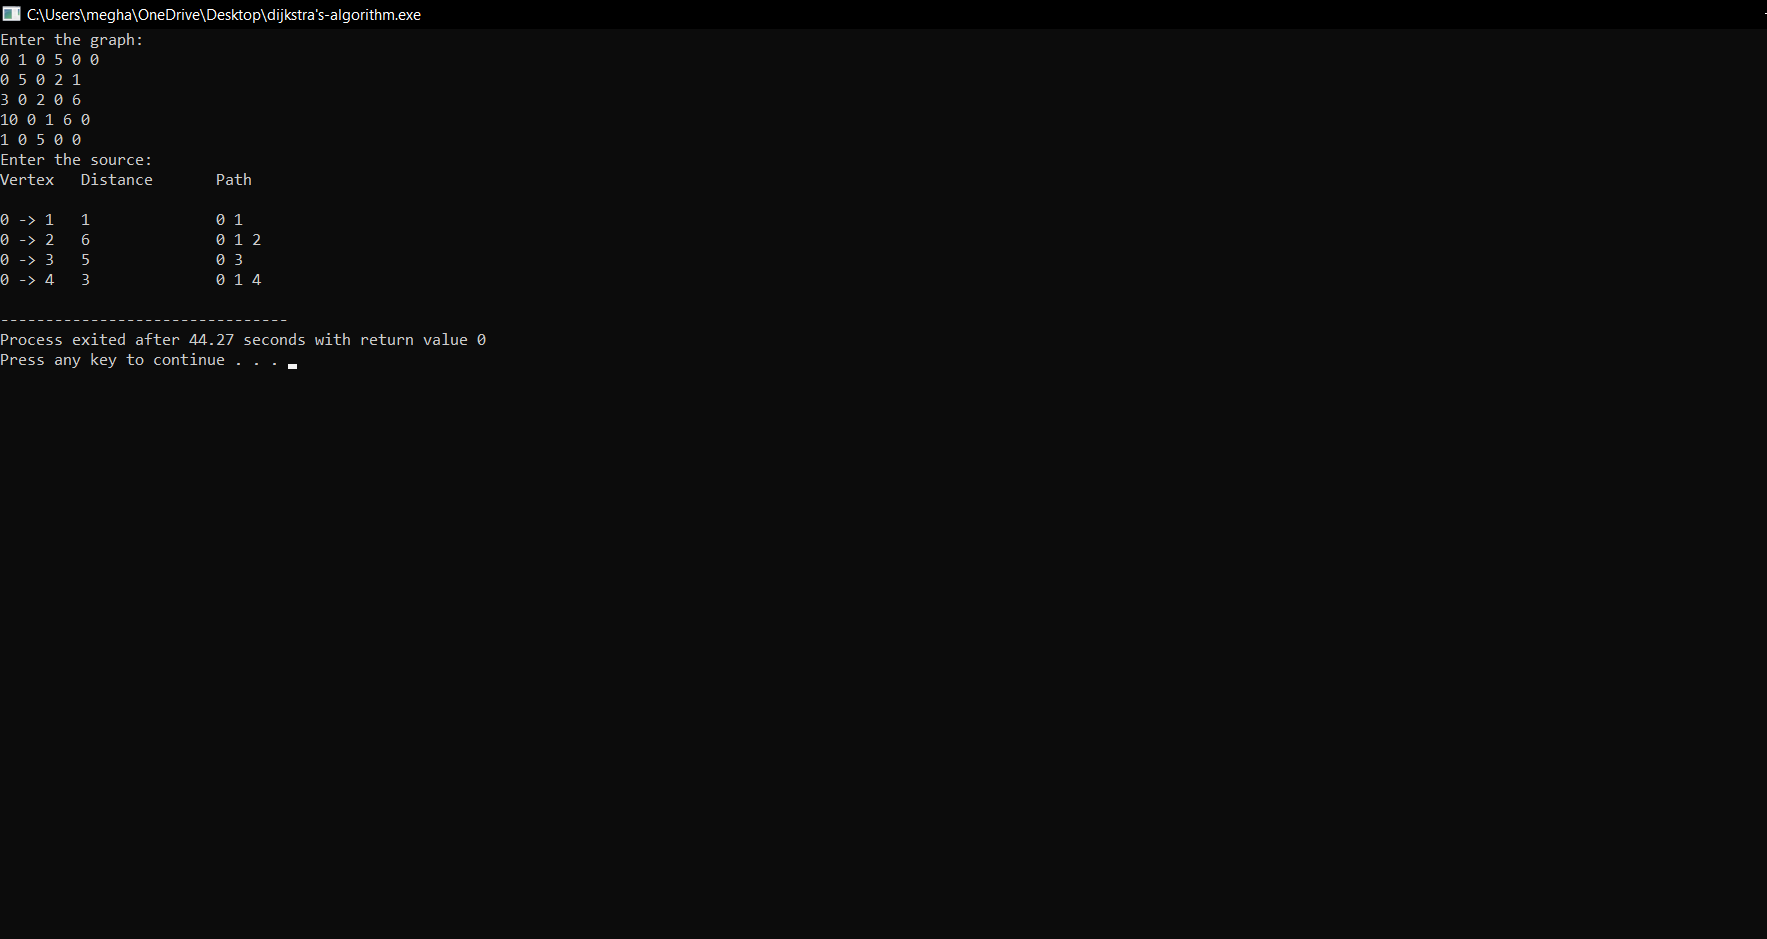 C:\Users\megha\OneDrive\Desktop\dijkstra's-algorithm.exe
Enter the graph:
0 1 0 5 0 0
0 5 0 2 1
3 0 2 0 6
10 0 1 6 0
1 0 5 0 0
Enter the source:
Vertex   Distance       Path
0 -> 1   1              0 1
0 -> 2   6              0 1 2
0 -> 3   5              0 3
0 -> 4   3              0 1 4
--------------------------------
Process exited after 44.27 seconds with return value 0
Press any key to continue . . .